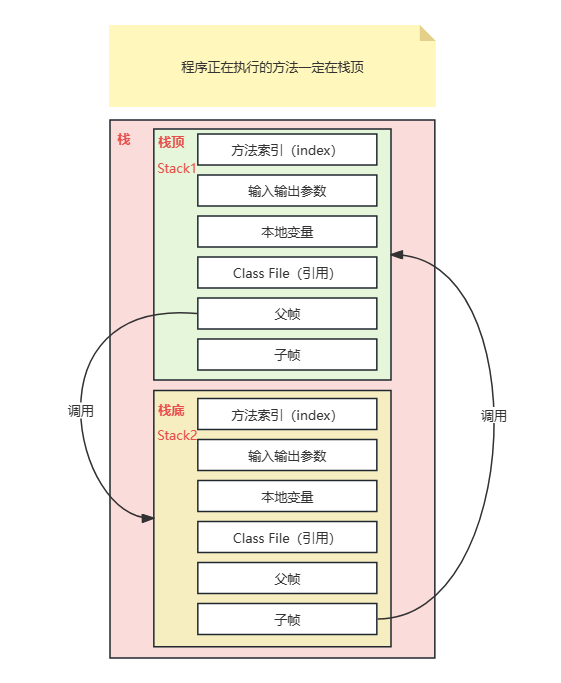 程序正在执行的方法一定在栈顶
栈
栈顶
Stack1
方法索引（index）
输入输出参数
本地变量
Class File（引用）
父帧
子帧
调用
调用
栈底
Stack2
方法索引（index）
输入输出参数
本地变量
Class File（引用）
父帧
子帧